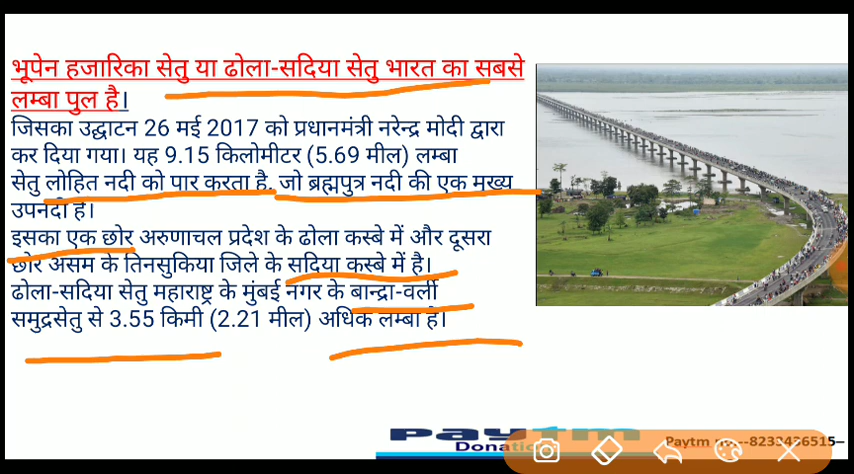 भूपेन हजारिका सेतु या ढोला-सदिया सेतु भारत का सबसे
लम्बा पुल है।
जिसका उद्घाटन 26 मई 2017 को प्रधानमंत्री नरेन्द्र मोदी द्वारा
कर दिया गया। यह 9.15 किलोमीटर (5.69 मील) लम्बा
सेतु लोहित नदी को पार करता है, जो ब्रह्मपुत्र नदी की एक मुख्य
उपनदी है।
इसका एक छोर अरुणाचल प्रदेश के ढोला कस्बे में और दूसरा
छोर असम के तिनसुकिया जिले के सदिया कस्बे में है।
ढोला-सदिया सेतु महाराष्ट्र के मुंबई नगर के बान्द्रा-वर्ली
समुद्रसेतु से 3.55 किमी (2.21 मील) अधिक लम्बा है।
paytm
Paytm